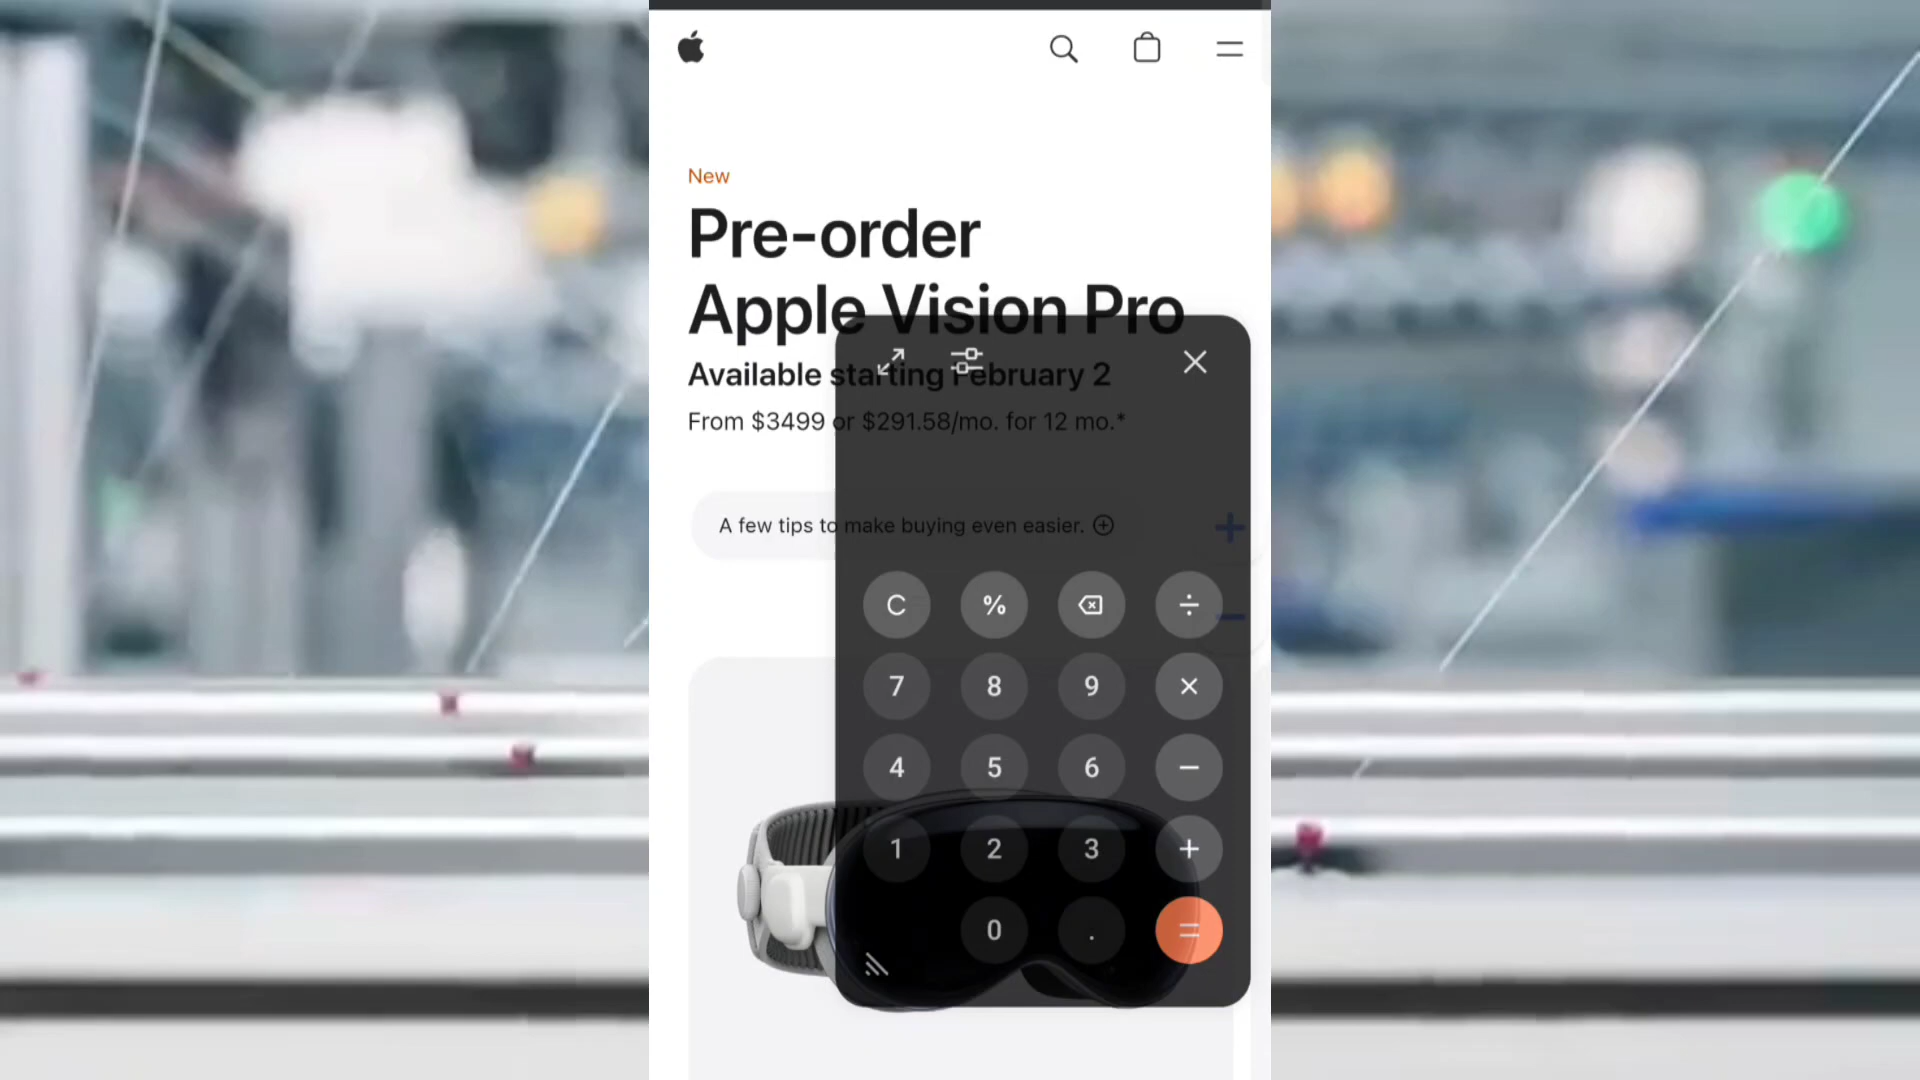 New
Pre-order
Apple Vision Pro
Available starting February 2
From $3499 or $291.58/mo. for 12 mo.*
A few tips to make buying even easier.
C % ÷
7 8 9 ×
4 5 6 −
1 2 3 +
0 . =